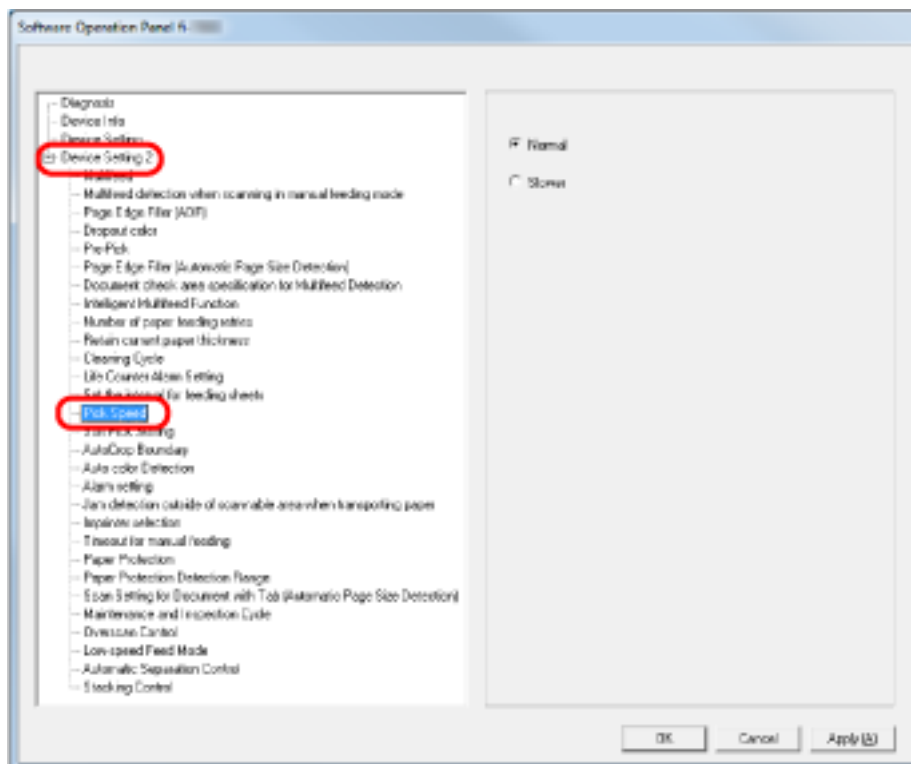 Software Operation Panel fi-
Diagnosis
Device Info
Device Setting
Device Setting 2
Multifeed
Multifeed detection when scanning in manual feeding mode
Page Edge Filler (ADF)
Dropout color
Pre-Pick
Page Edge Filler (Automatic Page Size Detection)
Document check area specification for Multifeed Detection
Intelligent Multifeed Function
Number of paper feeding retries
Retain current paper thickness
Cleaning Cycle
Life Counter Alarm Setting
Set the interval for feeding sheets
Pick Speed
Setting
AutoCrop Boundary
Auto color Detection
Alarm setting
Jam detection outside of scannable area when transporting paper
Imprinter selection
Timeout for manual feeding
Paper Protection
Paper Protection Detection Range
Scan Setting for Document with Tab (Automatic Page Size Detection)
Maintenance and Inspection Cycle
Overscan Control
Low-speed Feed Mode
Automatic Separation Control
Stacking Control
Normal
Slower
OK
Cancel
Apply (A)